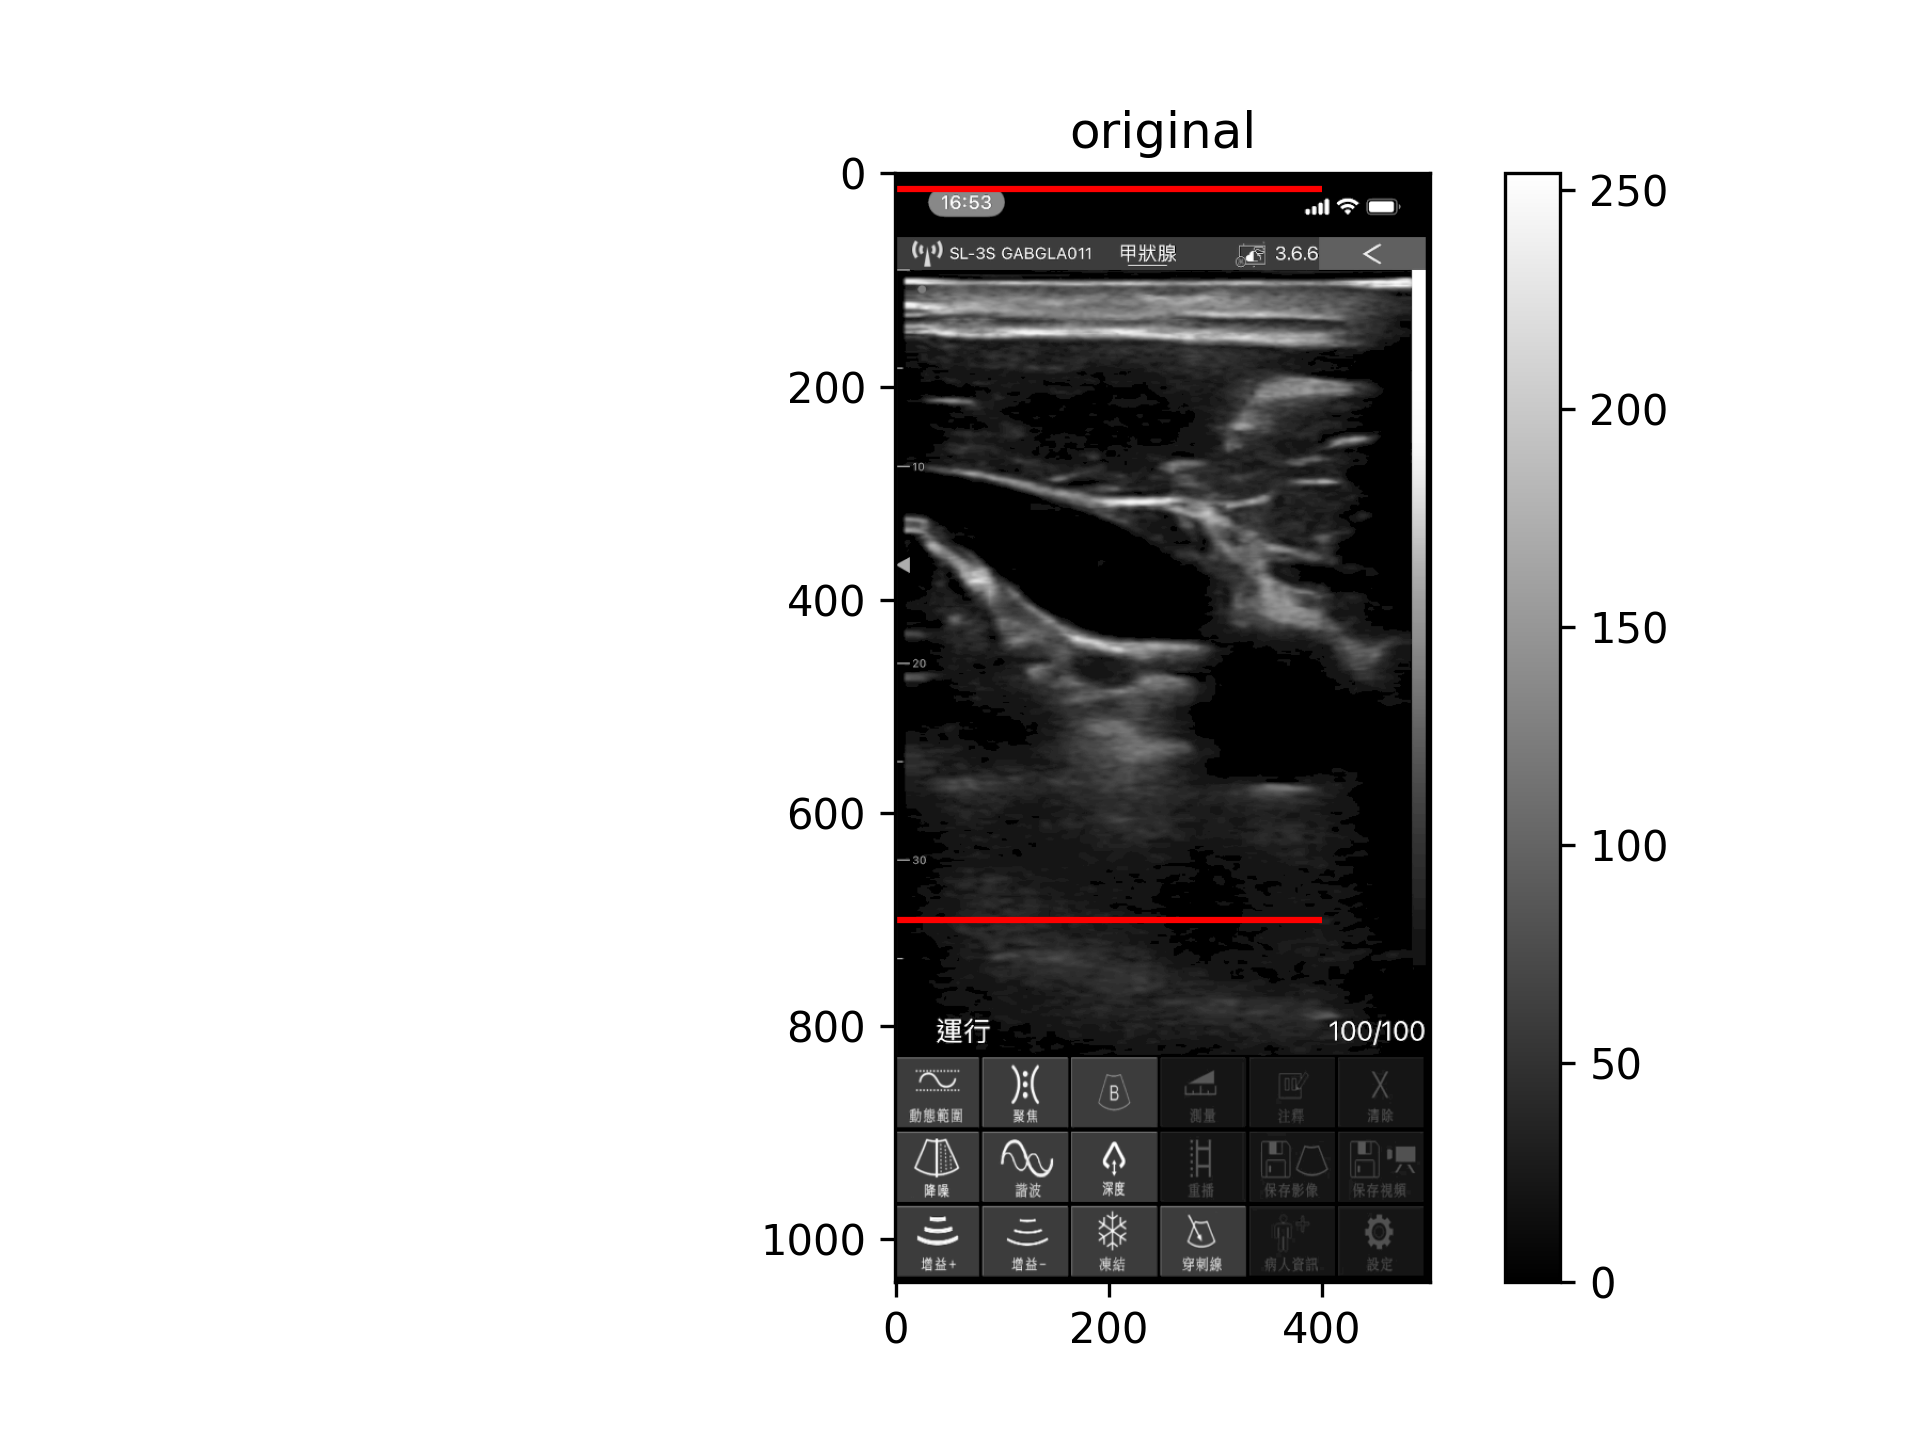 original
0
200
400
600
800
1000
16:53
SL-3S GABGLA011 甲狀腺 3.6.6 <
10
20
30
運行 100/100
B
動態範圍 聚焦 測量 注釋 清除
降噪 諧波 深度 重播 保存影像 保存視頻
增益+ 增益- 凍結 穿刺線 病人資訊 設定
0 200 400
250
200
150
100
50
0